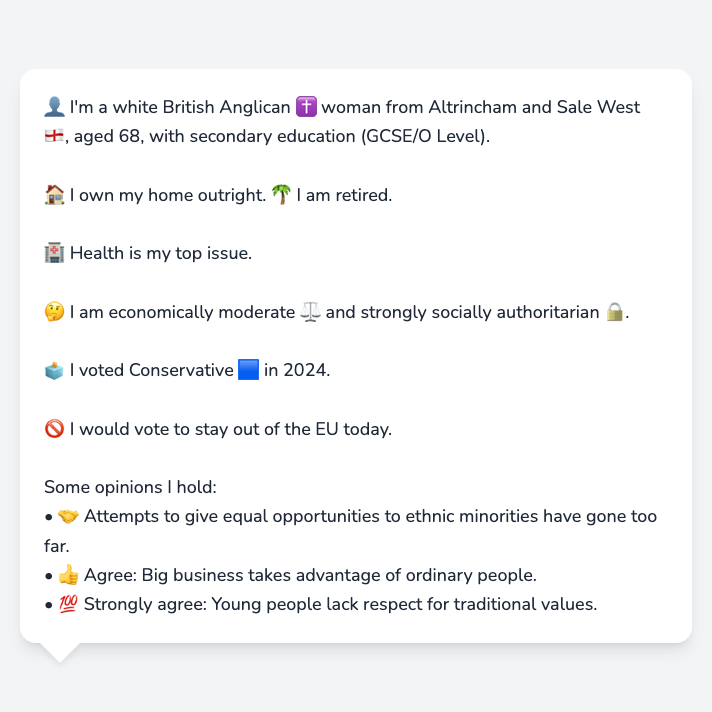 👤 I'm a white British Anglican ✝️ woman from Altrincham and Sale West
🏴󠁧󠁢󠁥󠁮󠁧󠁿, aged 68, with secondary education (GCSE/O Level).
🏠 I own my home outright. 🌴 I am retired.
🏥 Health is my top issue.
🤔 I am economically moderate ⚖️ and strongly socially authoritarian 🔒.
🗳️ I voted Conservative 🟦 in 2024.
🚫 I would vote to stay out of the EU today.
Some opinions I hold:
• 🤝 Attempts to give equal opportunities to ethnic minorities have gone too
far.
• 👍 Agree: Big business takes advantage of ordinary people.
• 💯 Strongly agree: Young people lack respect for traditional values.